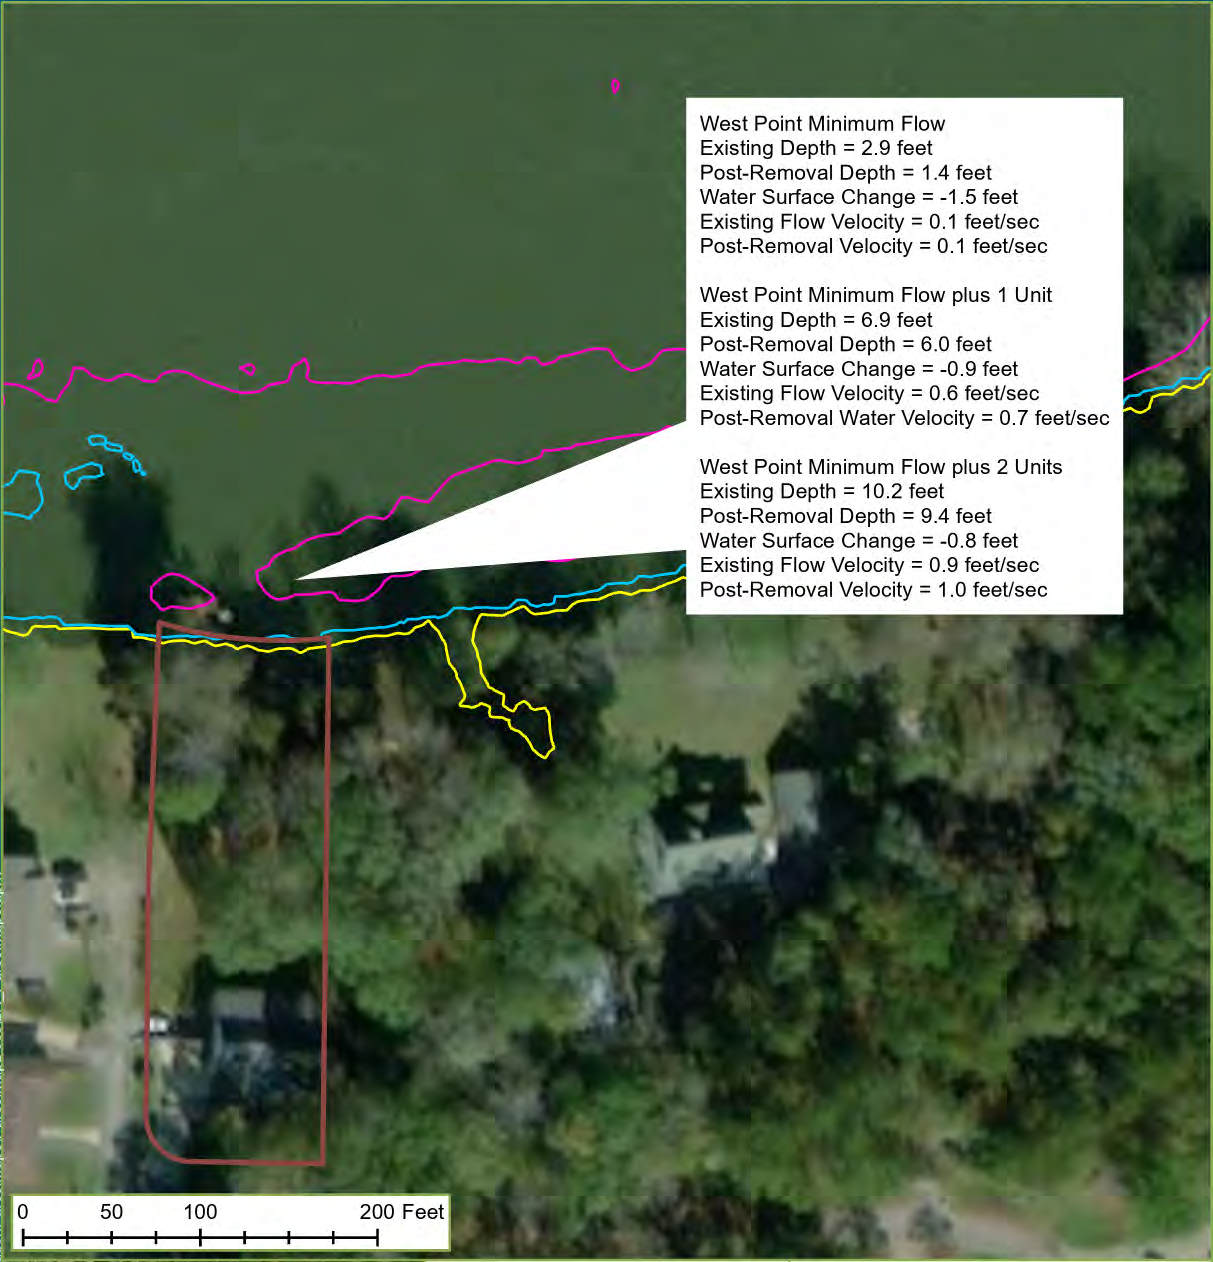 West Point Minimum Flow
Existing Depth = 2.9 feet
Post-Removal Depth = 1.4 feet
Water Surface Change = -1.5 feet
Existing Flow Velocity = 0.1 feet/sec
Post-Removal Velocity = 0.1 feet/sec
West Point Minimum Flow plus 1 Unit
Existing Depth = 6.9 feet
Post-Removal Depth = 6.0 feet
Water Surface Change = -0.9 feet
Existing Flow Velocity = 0.6 feet/sec
Post-Removal Water Velocity = 0.7 feet/sec
West Point Minimum Flow plus 2 Units
Existing Depth = 10.2 feet
Post-Removal Depth = 9.4 feet
Water Surface Change = -0.8 feet
Existing Flow Velocity = 0.9 feet/sec
Post-Removal Velocity = 1.0 feet/sec
0 50 100 200 Feet